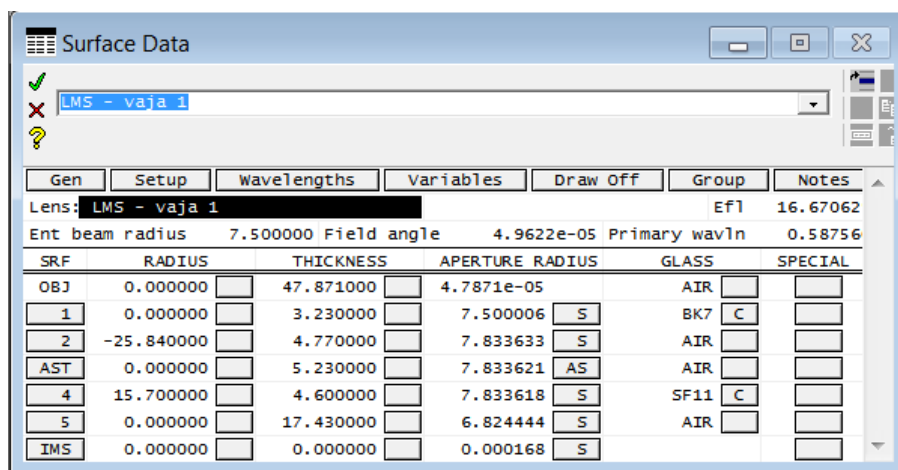 Surface Data
LMS - vaja 1
Gen Setup Wavelengths Variables Draw Off Group Notes
Lens: LMS - vaja 1 Efl 16.67062
Ent beam radius 7.500000 Field angle 4.9622e-05 Primary wavln 0.58756
SRF RADIUS THICKNESS APERTURE RADIUS GLASS SPECIAL
OBJ 0.000000 47.871000 4.7871e-05 AIR
1 0.000000 3.230000 7.500006 S BK7 C
2 -25.840000 4.770000 7.833633 S AIR
AST 0.000000 5.230000 7.833621 AS AIR
4 15.700000 4.600000 7.833618 S SF11 C
5 0.000000 17.430000 6.824444 S AIR
IMS 0.000000 0.000000 0.000168 S